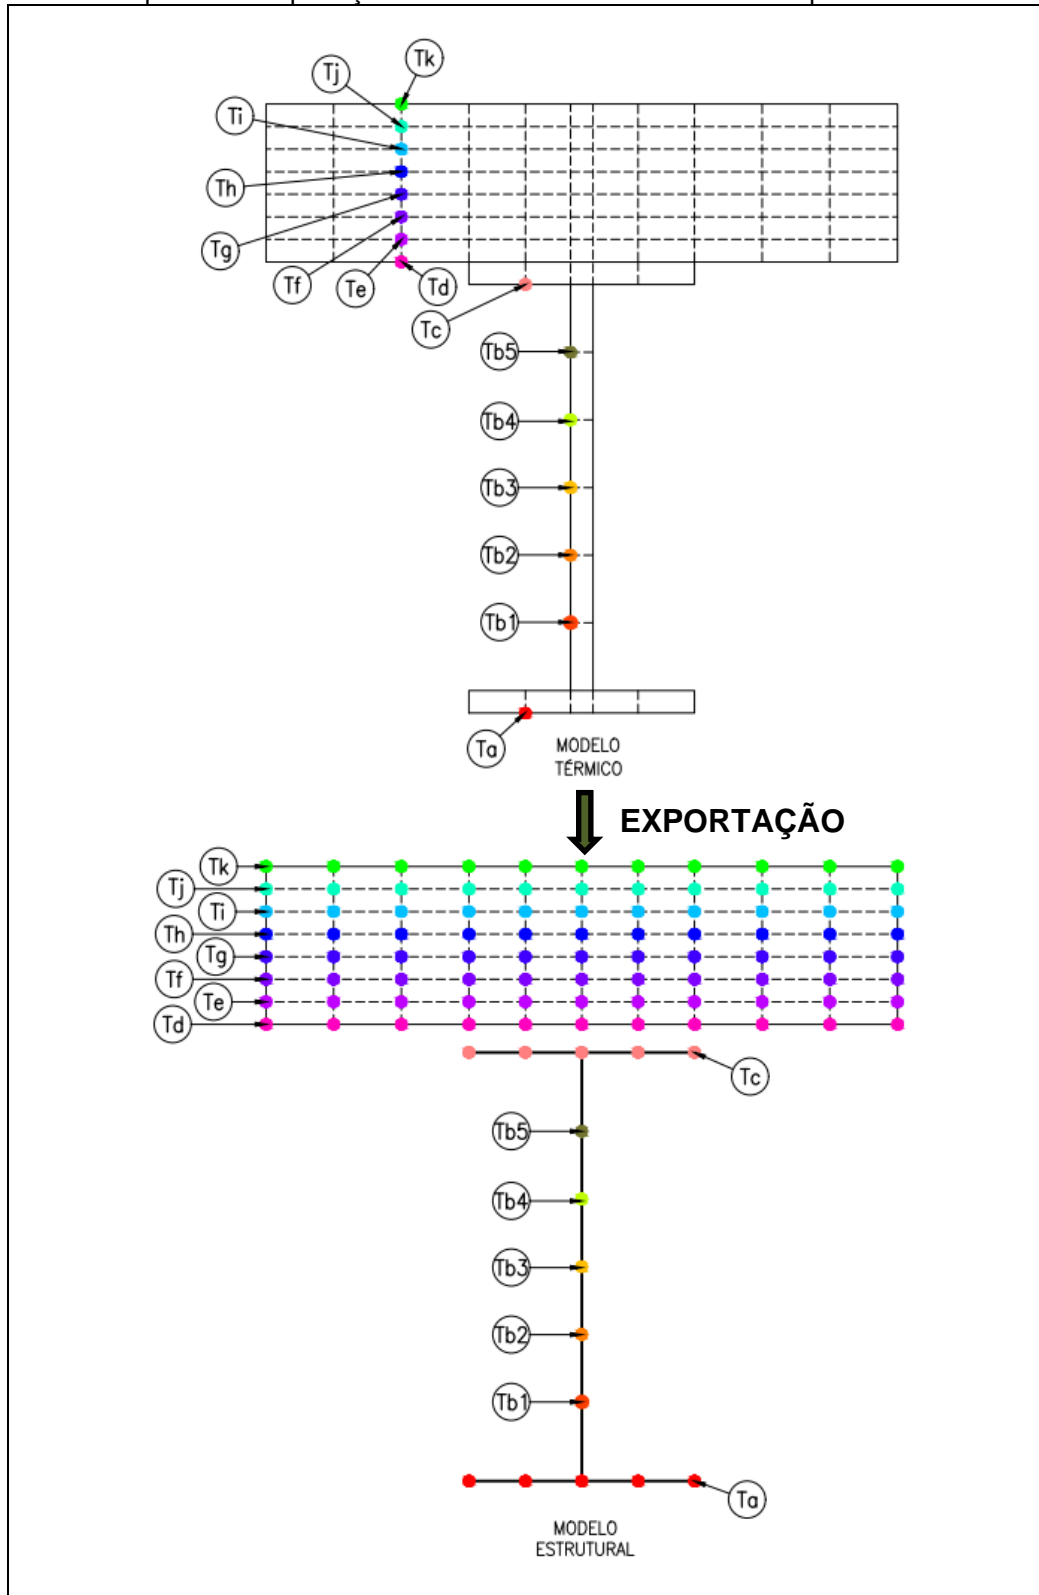 Tk
Tj
Ti
Th
Tg
Tf
Te
Td
Tc
Tb5
Tb4
Tb3
Tb2
Tb1
Ta
MODELO
TÉRMICO
EXPORTAÇÃO
Tk
Tj
Ti
Th
Tg
Tf
Te
Td
Tc
Tb5
Tb4
Tb3
Tb2
Tb1
Ta
MODELO
ESTRUTURAL